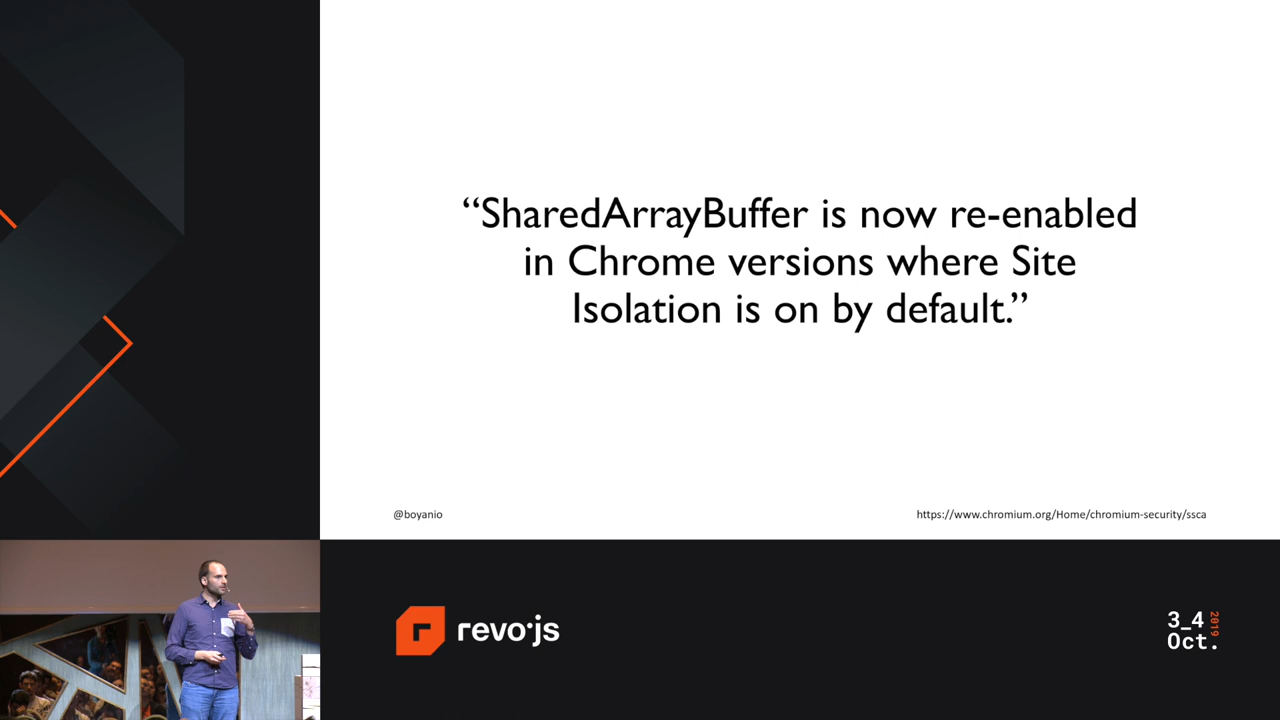 “SharedArrayBuffer is now re-enabled
in Chrome versions where Site
Isolation is on by default.”
@boyanio
https://www.chromium.org/Home/chromium-security/ssca
revo.js
3_4
Oct.
2019